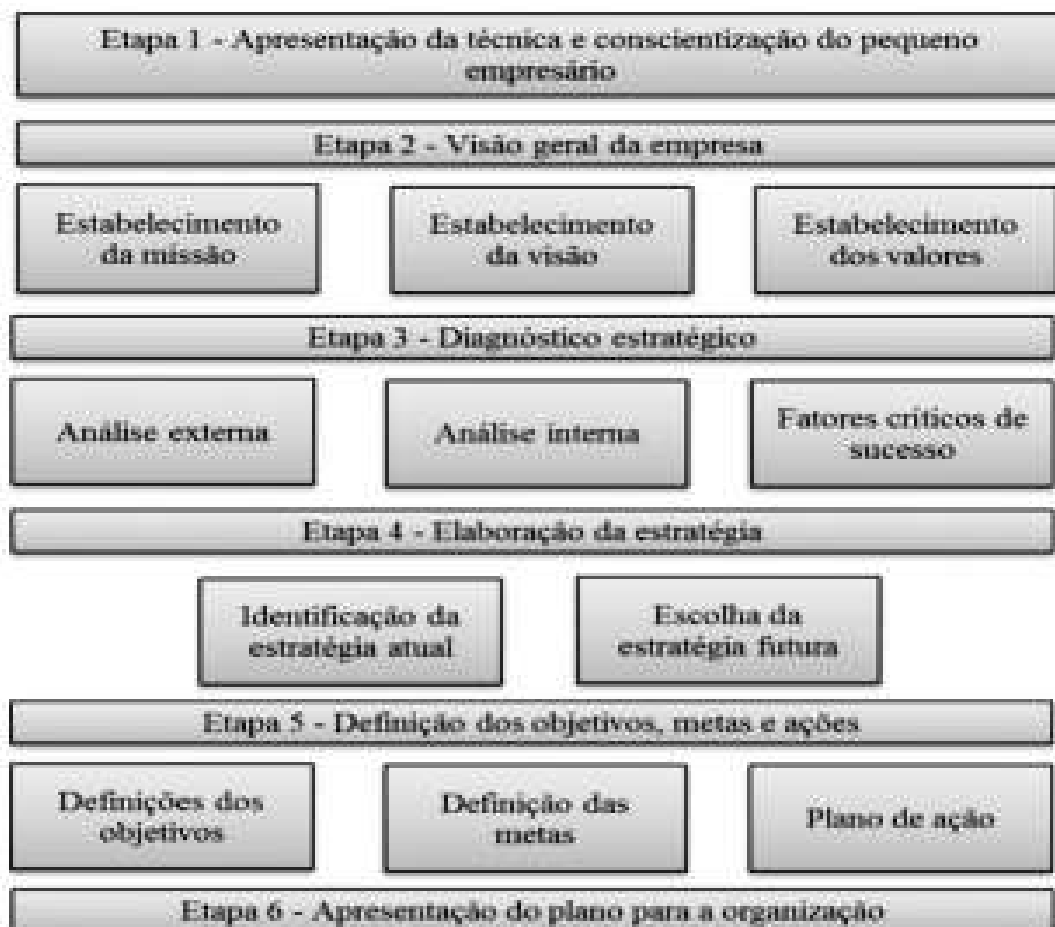 Etapa 1 - Apresentação da técnica e conscientização do pequeno
empresário
Etapa 2 - Visão geral da empresa
Estabelecimento
da missão
Estabelecimento
da visão
Estabelecimento
dos valores
Etapa 3 - Diagnóstico estratégico
Análise externa
Análise interna
Fatores críticos de
sucesso
Etapa 4 - Elaboração da estratégia
Identificação da
estratégia atual
Escolha da
estratégia futura
Etapa 5 - Definição dos objetivos, metas e ações
Definições dos
objetivos
Definição das
metas
Plano de ação
Etapa 6 - Apresentação do plano para a organização